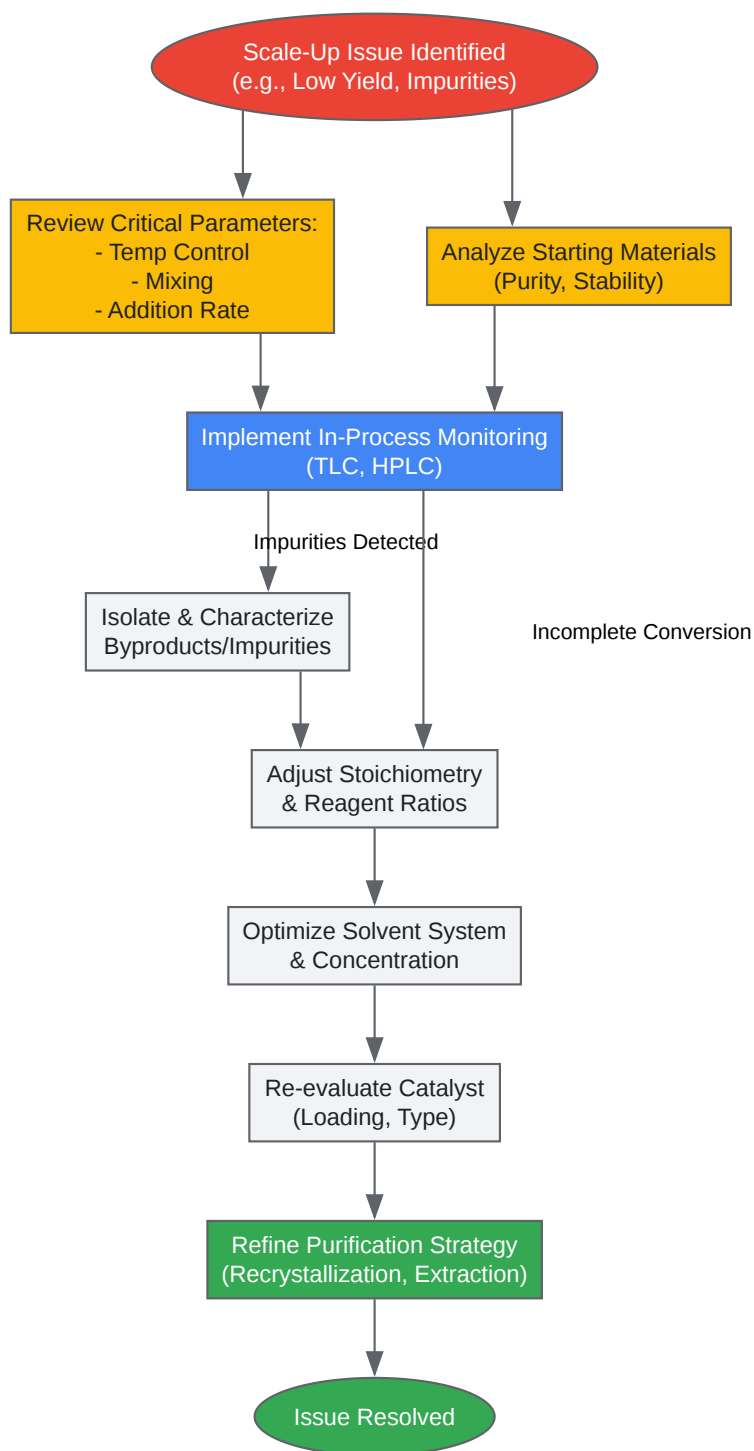 Scale-Up Issue Identified
(e.g., Low Yield, Impurities)
Review Critical Parameters:
- Temp Control
- Mixing
- Addition Rate
Analyze Starting Materials
(Purity, Stability)
Implement In-Process Monitoring
(TLC, HPLC)
Impurities Detected
Isolate & Characterize
Byproducts/Impurities
Incomplete Conversion
Adjust Stoichiometry
& Reagent Ratios
Optimize Solvent System
& Concentration
Re-evaluate Catalyst
(Loading, Type)
Refine Purification Strategy
(Recrystallization, Extraction)
Issue Resolved